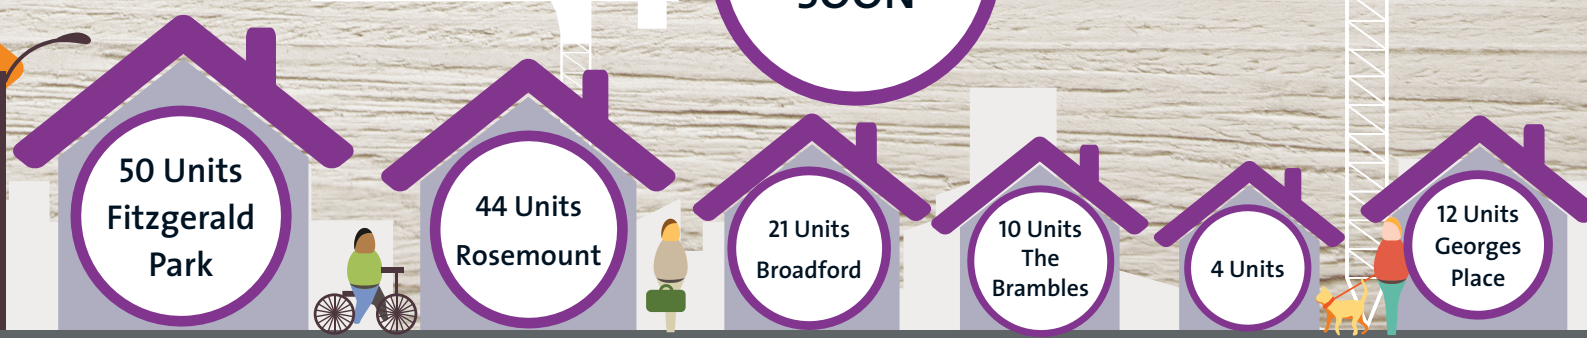 SOON
50 Units
Fitzgerald
Park
44 Units
Rosemount
21 Units
Broadford
10 Units
The
Brambles
4 Units
12 Units
Georges
Place